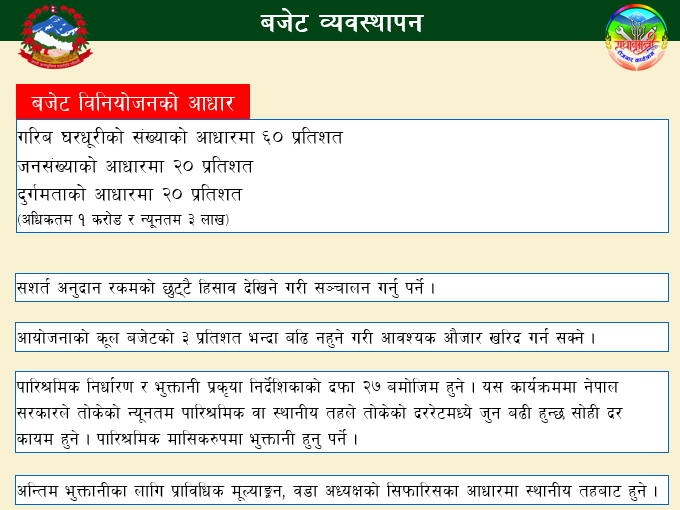 बजेट व्यवस्थापन
रोजगार कार्यक्रम
बजेट विनियोजनको आधार
गरिब घरधूरीको संख्याको आधारमा ६० प्रतिशत
जनसंख्याको आधारमा २० प्रतिशत
दुर्गमताको आधारमा २० प्रतिशत
(अधिकतम १ करोड र न्यूनतम ३ लाख)
सशर्त अनुदान रकमको छुट्टै हिसाव देखिने गरी सञ्चालन गर्नु पर्ने ।
आयोजनाको कूल बजेटको ३ प्रतिशत भन्दा बढि नहुने गरी आवश्यक औजार खरिद गर्न सक्ने ।
पारिश्रमिक निर्धारण र भुक्तानी प्रकृया निर्देशिकाको दफा २७ बमोजिम हुने । यस कार्यक्रममा नेपाल
सरकारले तोकेको न्यूनतम पारिश्रमिक वा स्थानीय तहले तोकेको दररेटमध्ये जुन बढी हुन्छ सोही दर
कायम हुने । पारिश्रमिक मासिकरुपमा भुक्तानी हुनु पर्ने ।
अन्तिम भुक्तानीका लागि प्राविधिक मूल्याङ्कन, वडा अध्यक्षको सिफारिसका आधारमा स्थानीय तहबाट हुने ।